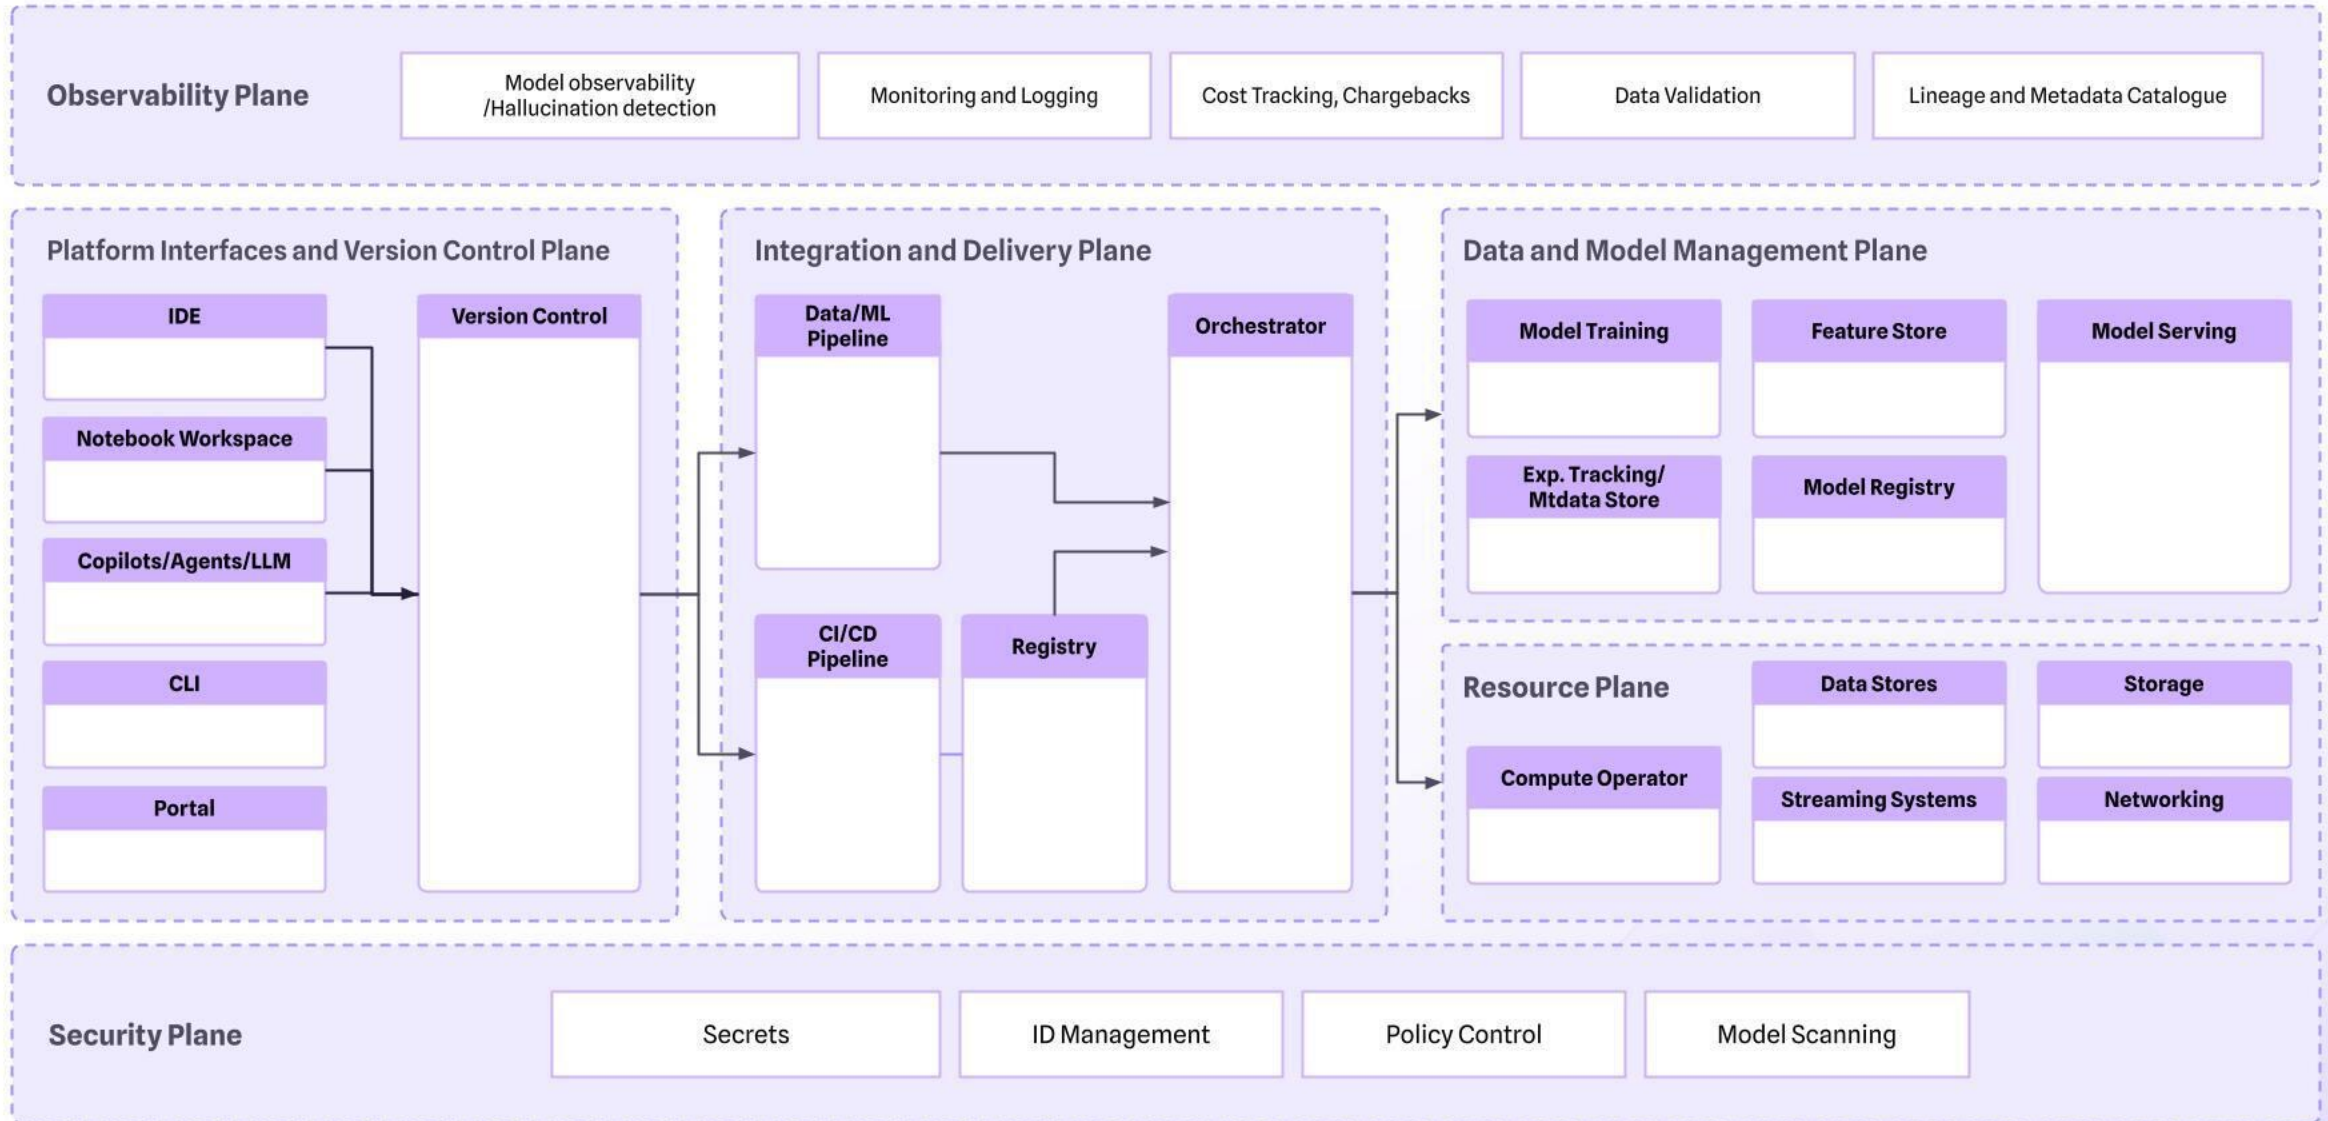 Observability Plane
Model observability
/Hallucination detection
Monitoring and Logging
Cost Tracking, Chargebacks
Data Validation
Lineage and Metadata Catalogue
Platform Interfaces and Version Control Plane
IDE
Notebook Workspace
Copilots/Agents/LLM
CLI
Portal
Version Control
Integration and Delivery Plane
Data/ML
Pipeline
CI/CD
Pipeline
Registry
Orchestrator
Data and Model Management Plane
Model Training
Feature Store
Model Serving
Exp. Tracking/
Mtdata Store
Model Registry
Resource Plane
Compute Operator
Data Stores
Storage
Streaming Systems
Networking
Security Plane
Secrets
ID Management
Policy Control
Model Scanning